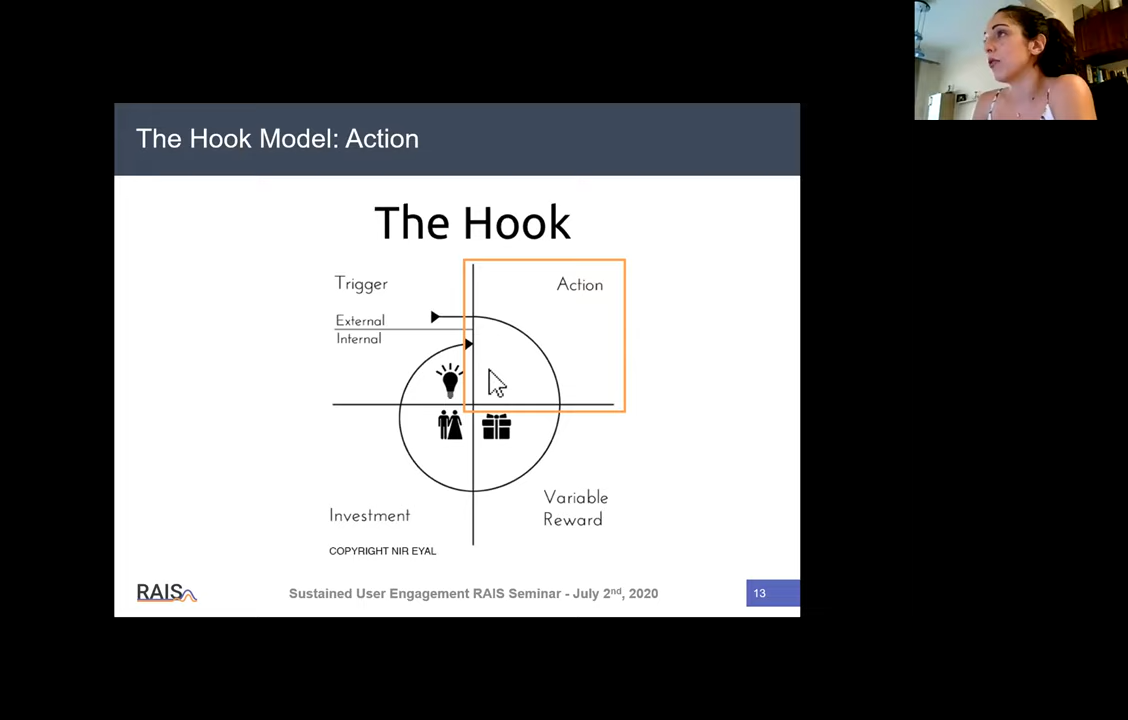 The Hook Model: Action
The Hook
Trigger
Action
External
Internal
Investment
Variable
Reward
COPYRIGHT NIR EYAL
RAIS
Sustained User Engagement RAIS Seminar - July 2nd, 2020
13